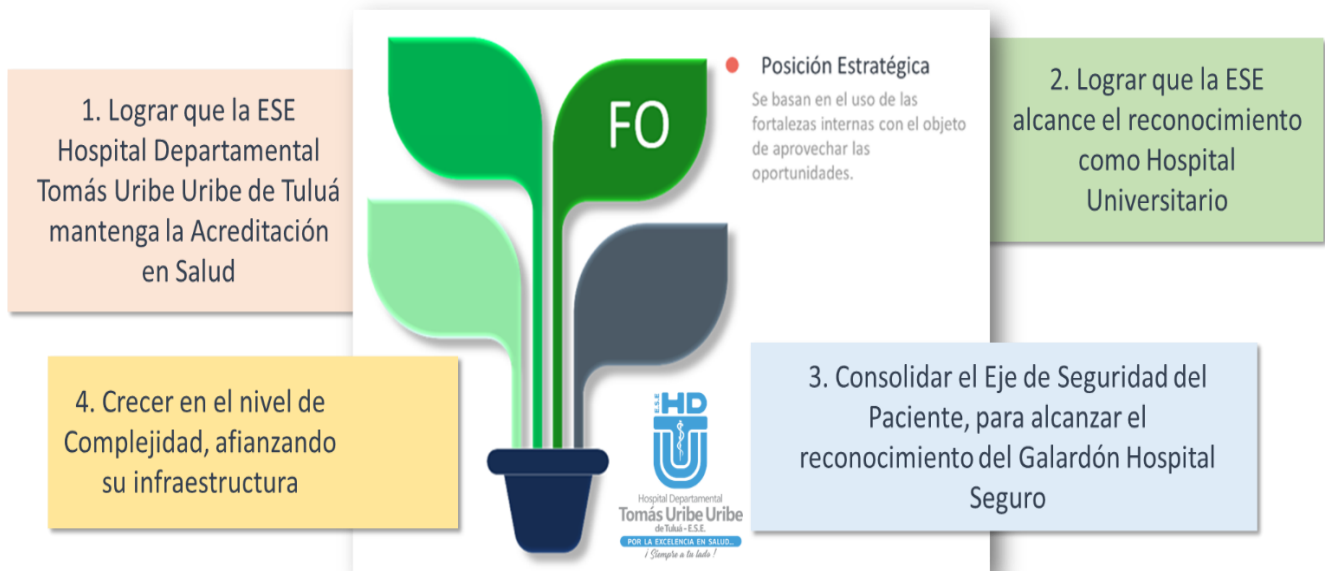 1. Lograr que la ESE
Hospital Departamental
Tomás Uribe Uribe de Tuluá
mantenga la Acreditación
en Salud
FO
Posición Estratégica
Se basan en el uso de las
fortalezas internas con el objeto
de aprovechar las
oportunidades.
2. Lograr que la ESE
alcance el reconocimiento
como Hospital
Universitario
4. Crecer en el nivel de
Complejidad, afianzando
su infraestructura
3. Consolidar el Eje de Seguridad del
Paciente, para alcanzar el
reconocimiento del Galardón Hospital
Seguro
ESE
HD
Hospital Departamental
Tomás Uribe Uribe
de Tuluá - E.S.E.
POR LA EXCELENCIA EN SALUD...
¡ Siempre a tu lado !